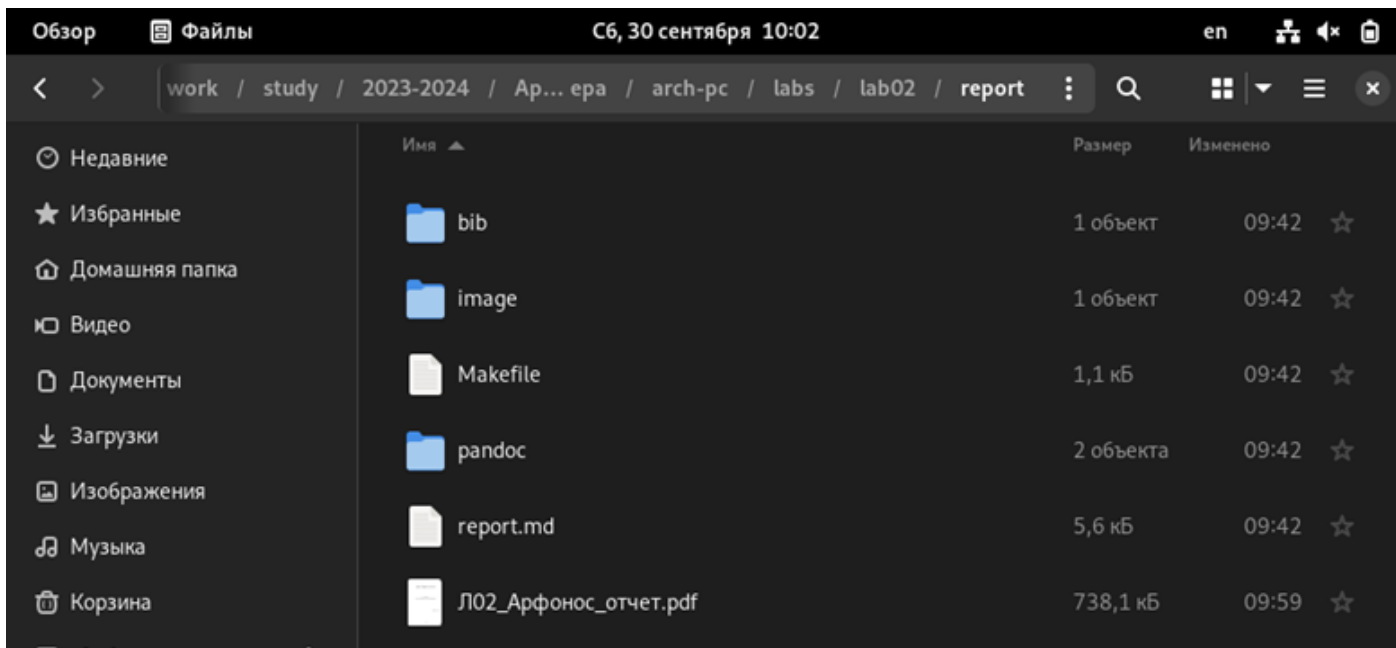 Обзор Файлы Сб, 30 сентября 10:02 en
work / study / 2023-2024 / Ар... ера / arch-pc / labs / lab02 / report
Имя Размер Изменено
Недавние
Избранные
Домашняя папка
Видео
Документы
Загрузки
Изображения
Музыка
Корзина
bib 1 объект 09:42
image 1 объект 09:42
Makefile 1,1 кБ 09:42
pandoc 2 объекта 09:42
report.md 5,6 кБ 09:42
Л02_Арфонос_отчет.pdf 738,1 кБ 09:59